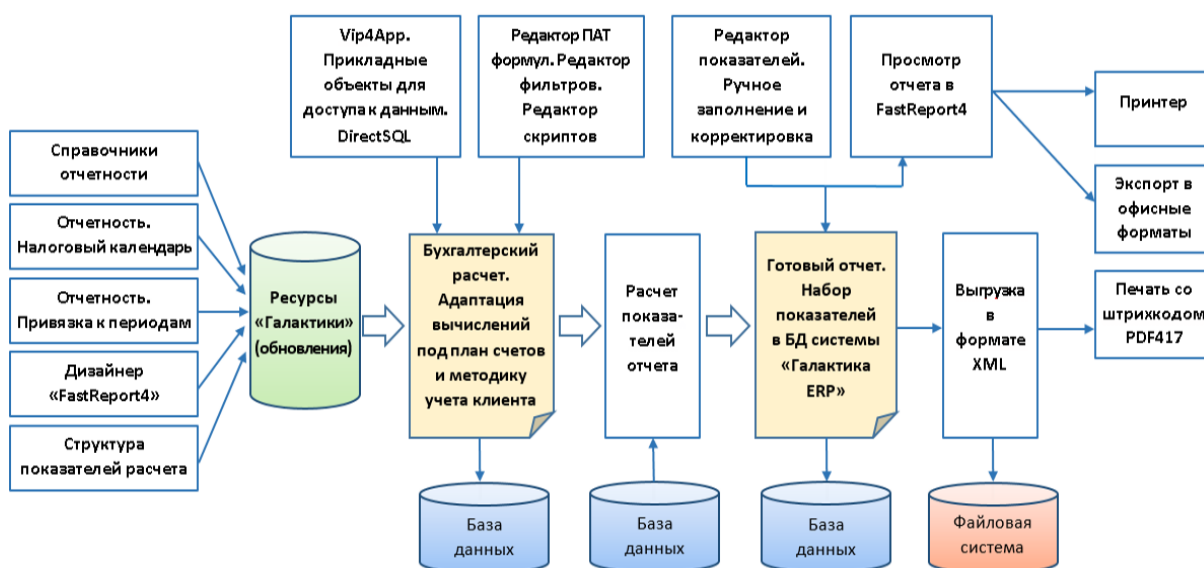 Vip4App.
Прикладные
объекты для
доступа к данным.
DirectSQL
Редактор ПАТ
формул. Редактор
фильтров.
Редактор
скриптов
Редактор
показателей.
Ручное
заполнение и
корректировка
Просмотр
отчета в
FastReport4
Принтер
Экспорт в
офисные
форматы
Справочники
отчетности
Отчетность.
Налоговый календарь
Отчетность.
Привязка к периодам
Дизайнер
«FastReport4»
Структура
показателей расчета
Ресурсы
«Галактики»
(обновления)
Бухгалтерский
расчет.
Адаптация
вычислений
под план счетов
и методику
учета клиента
Расчет
показа-
телей
отчета
Готовый отчет.
Набор
показателей
в БД системы
«Галактика
ERP»
Выгрузка
в
формате
XML
Печать со
штрихкодом
PDF417
База
данных
База
данных
База
данных
Файловая
система